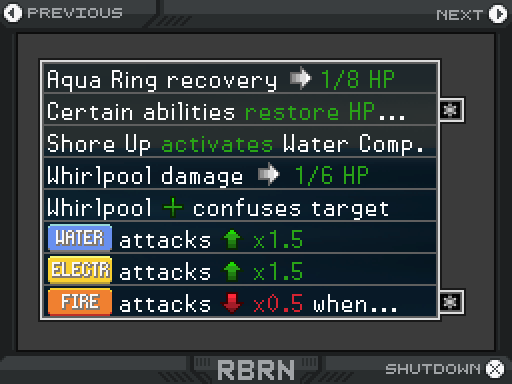 PREVIOUS
NEXT
Aqua Ring recovery ➡ 1/8 HP
Certain abilities restore HP...
Shore Up activates Water Comp.
Whirlpool damage ➡ 1/6 HP
Whirlpool + confuses target
WATER attacks ⬆ x1.5
ELECTR attacks ⬆ x1.5
FIRE attacks ⬇ x0.5 when...
RBRN
SHUTDOWN